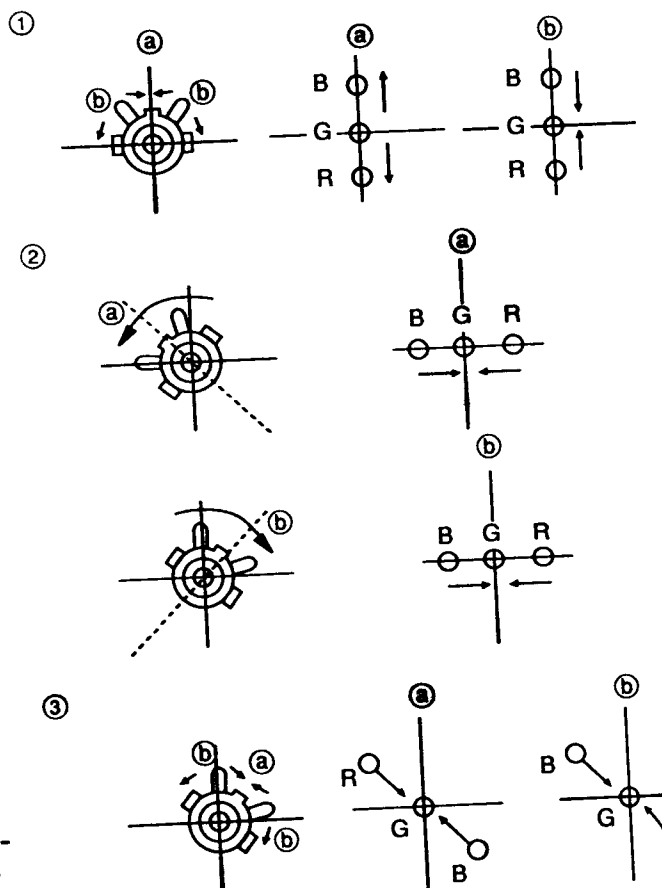 ①
ⓐ ⓐ ⓑ
ⓑ ⓑ B B
G G
R R
②
ⓐ
ⓐ
B G R
ⓑ
ⓑ
B G R
③
ⓐ ⓑ
ⓑ ⓐ
R B
G G
ⓑ B